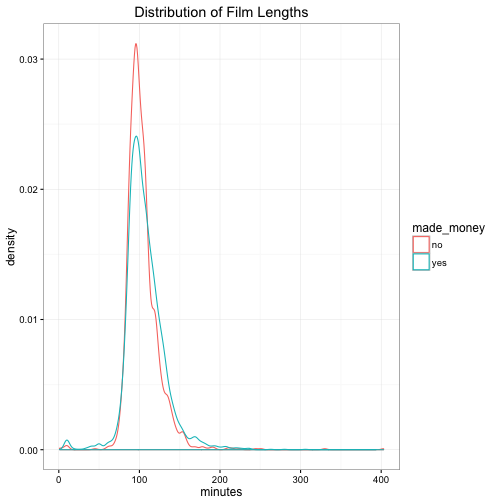 Distribution of Film Lengths
0.03
0.02
0.01
0.00
density
0
100
200
300
400
minutes
made_money
no
yes